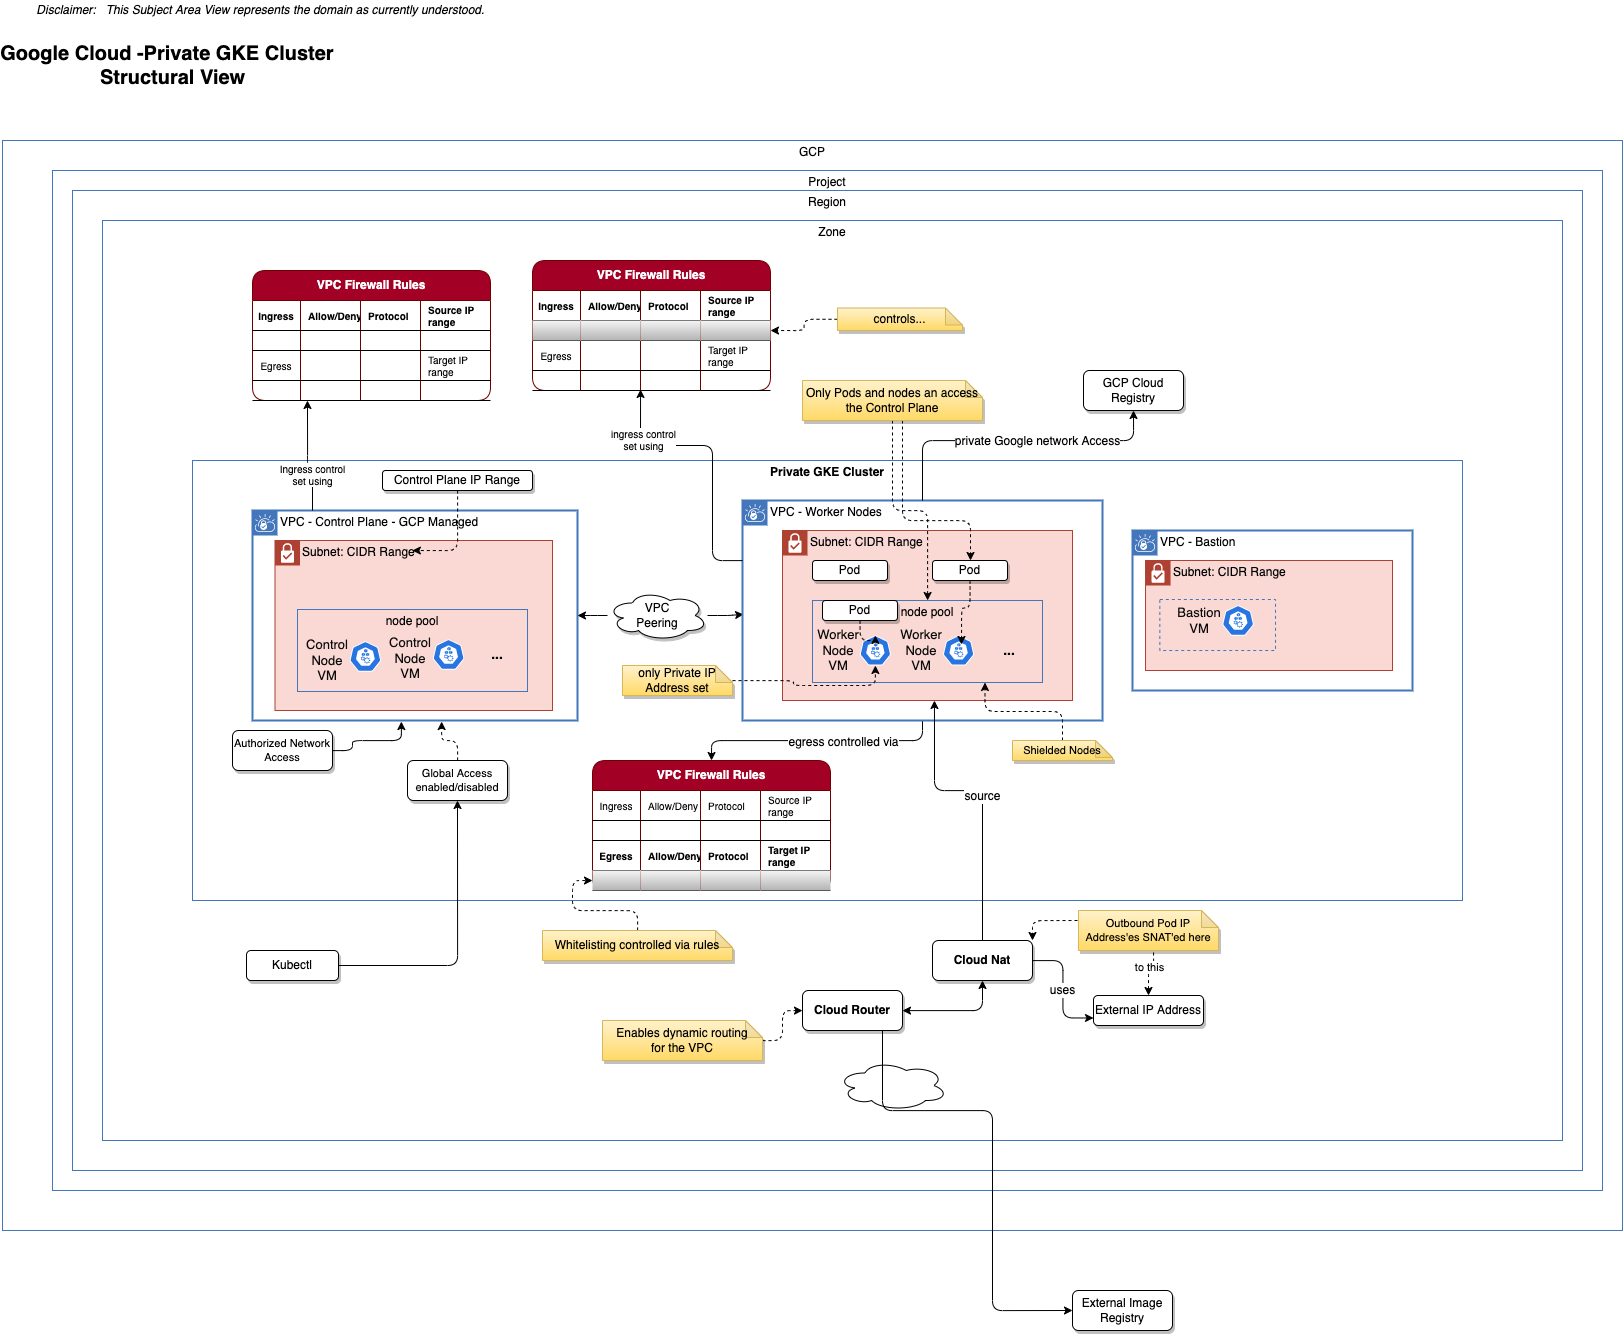 Disclaimer: This Subject Area View represents the domain as currently understood.
Google Cloud -Private GKE Cluster
Structural View
GCP
Project
Region
Zone
VPC Firewall Rules
Ingress Allow/Deny Protocol Source IP
range
Egress Target IP
range
VPC Firewall Rules
Ingress Allow/Deny Protocol Source IP
range
Egress Target IP
range
controls...
Only Pods and nodes an access
the Control Plane
GCP Cloud
Registry
ingress control
set using
private Google network Access
Ingress control
set using
Control Plane IP Range
Private GKE Cluster
VPC - Control Plane - GCP Managed
Subnet: CIDR Range
node pool
Control
Node
VM
Control
Node
VM
...
VPC
Peering
VPC - Worker Nodes
Subnet: CIDR Range
Pod
Pod
Pod
node pool
Worker
Node
VM
Worker
Node
VM
...
only Private IP
Address set
VPC - Bastion
Subnet: CIDR Range
Bastion
VM
Authorized Network
Access
Global Access
enabled/disabled
egress controlled via
Shielded Nodes
VPC Firewall Rules
Ingress Allow/Deny Protocol Source IP
range
Egress Allow/Deny Protocol Target IP
range
source
Whitelisting controlled via rules
Kubectl
Outbound Pod IP
Address'es SNAT'ed here
Cloud Nat
to this
uses
External IP Address
Cloud Router
Enables dynamic routing
for the VPC
External Image
Registry